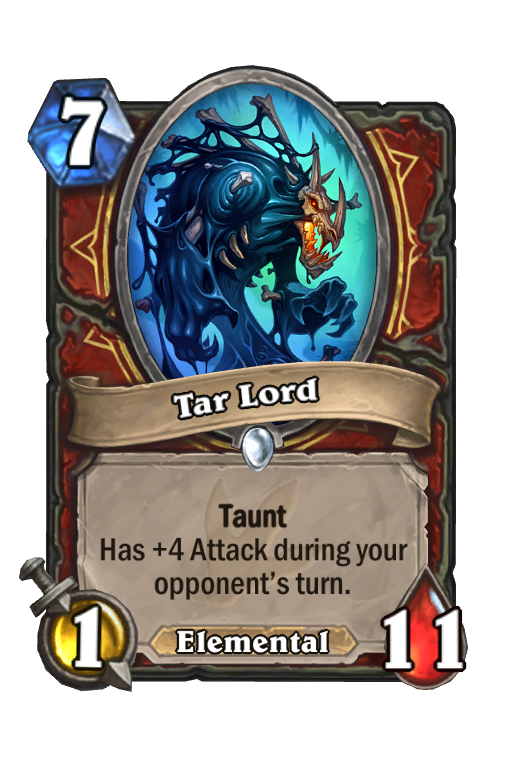 7
Tar Lord
Taunt
Has +4 Attack during your
opponent's turn.
1
Elemental
11